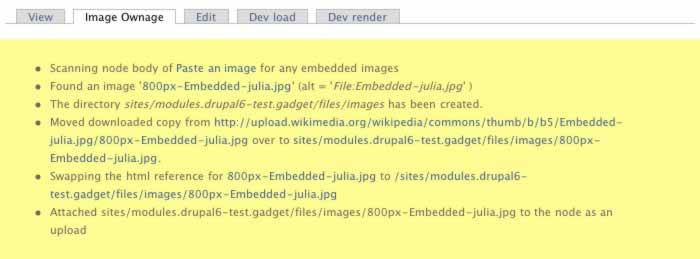 View Image Ownage Edit Dev load Dev render
Scanning node body of Paste an image for any embedded images
Found an image '800px-Embedded-julia.jpg' (alt = 'File:Embedded-julia.jpg' )
The directory sites/modules.drupal6-test.gadget/files/images has been created.
Moved downloaded copy from http://upload.wikimedia.org/wikipedia/commons/thumb/b/b5/Embedded-
julia.jpg/800px-Embedded-julia.jpg over to sites/modules.drupal6-test.gadget/files/images/800px-
Embedded-julia.jpg.
Swapping the html reference for 800px-Embedded-julia.jpg to /sites/modules.drupal6-
test.gadget/files/images/800px-Embedded-julia.jpg
Attached sites/modules.drupal6-test.gadget/files/images/800px-Embedded-julia.jpg to the node as an
upload